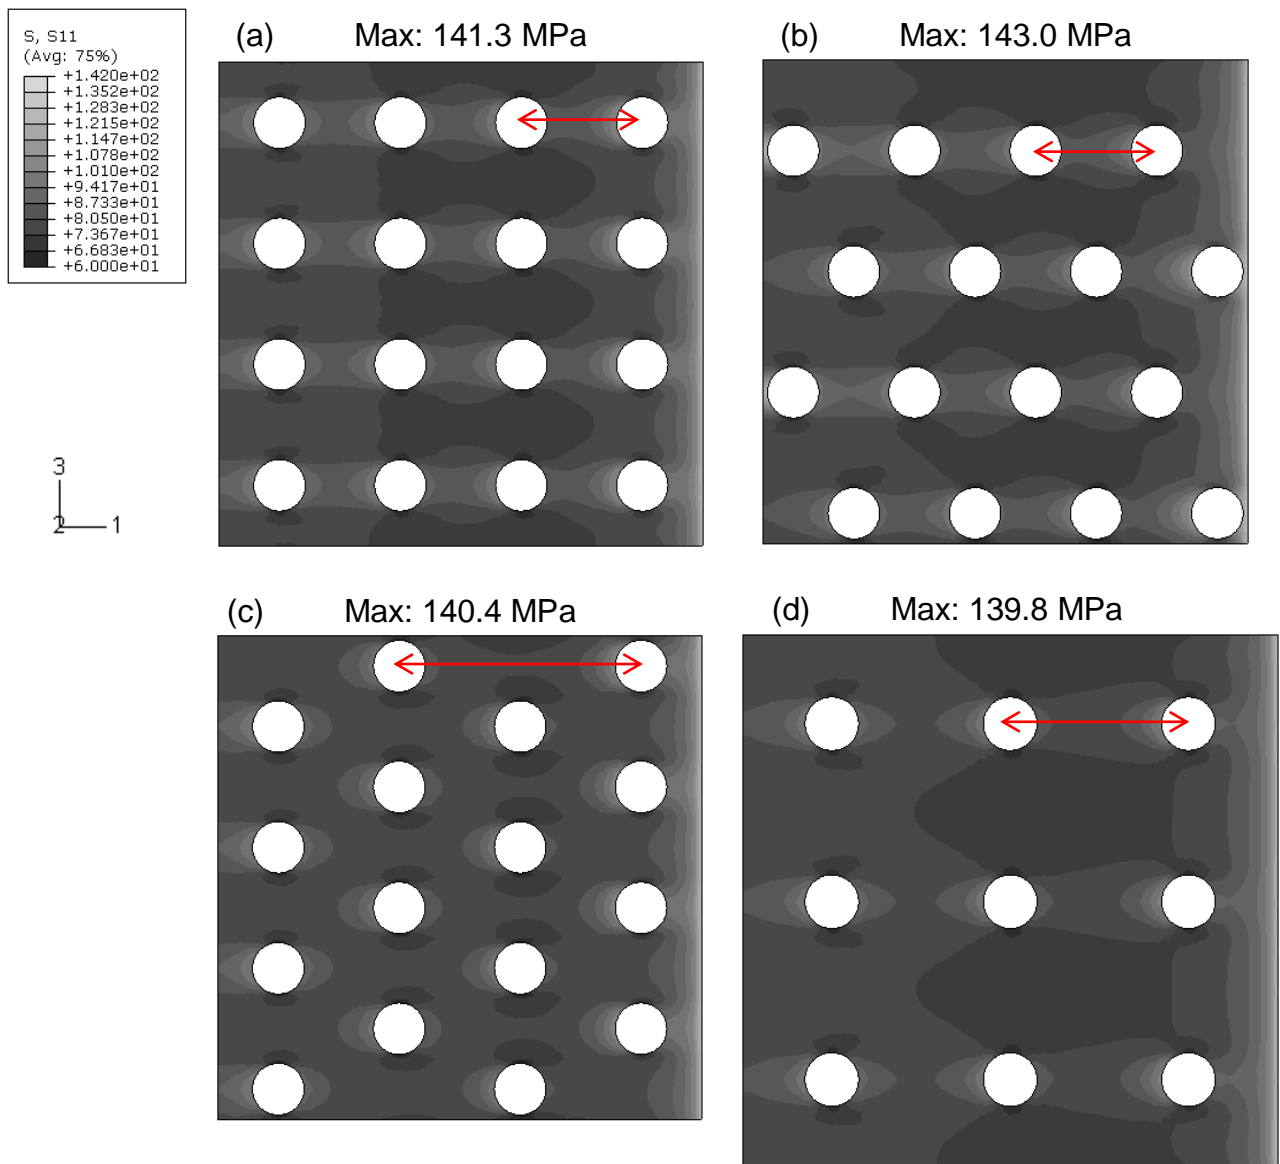 S, S11
(Avg: 75%)
+1.420e+02
+1.352e+02
+1.283e+02
+1.215e+02
+1.147e+02
+1.078e+02
+1.010e+02
+9.417e+01
+8.733e+01
+8.050e+01
+7.367e+01
+6.683e+01
+6.000e+01
(a) Max: 141.3 MPa
(b) Max: 143.0 MPa
3
2 1
(c) Max: 140.4 MPa
(d) Max: 139.8 MPa